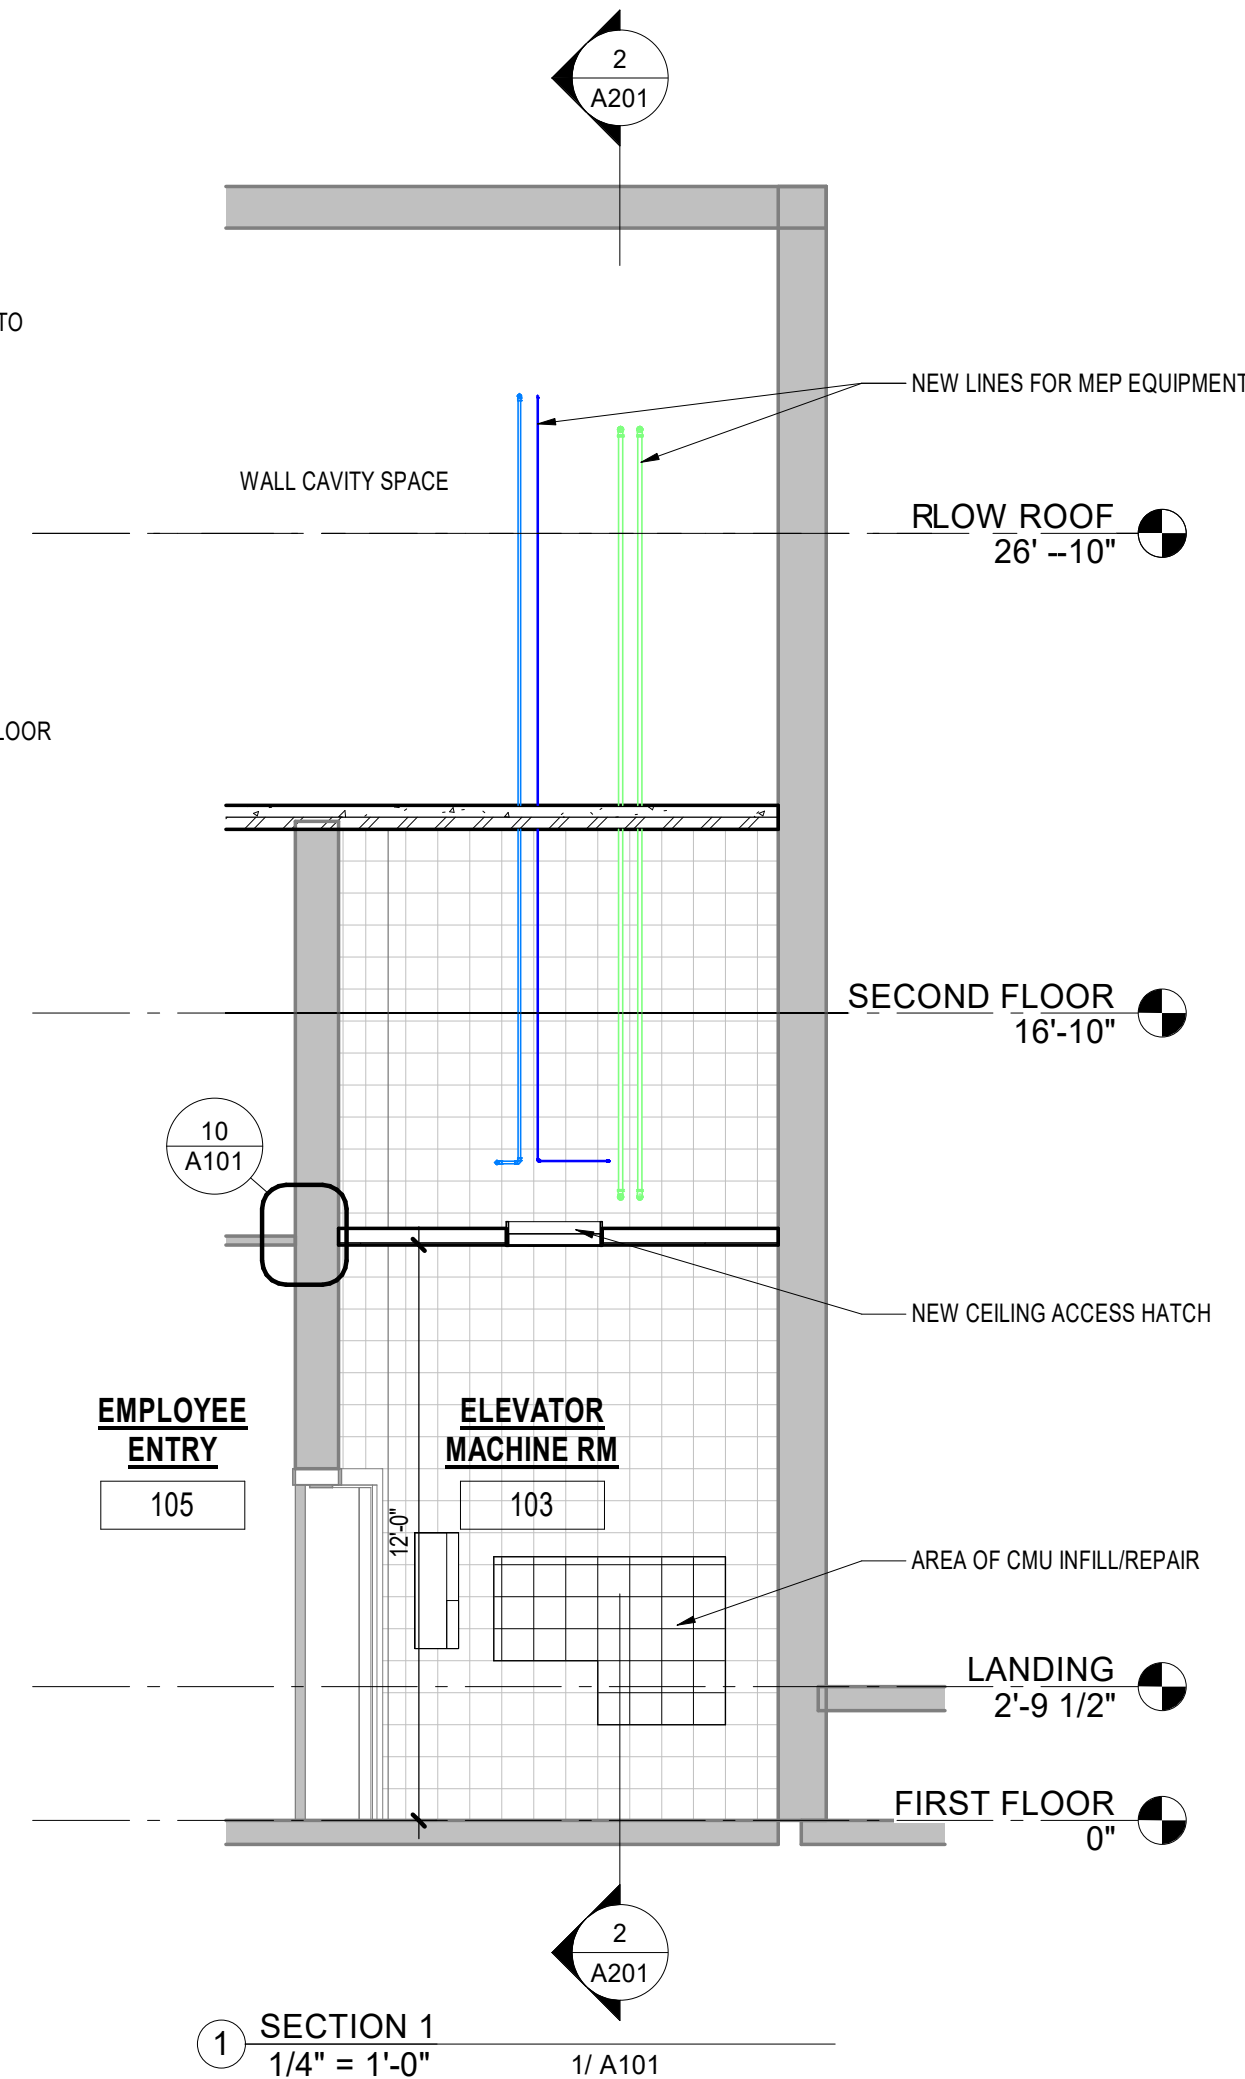 2
A201
TO
NEW LINES FOR MEP EQUIPMENT
WALL CAVITY SPACE
RLOW ROOF
26' --10"
LOOR
SECOND FLOOR
16'-10"
10
A101
NEW CEILING ACCESS HATCH
EMPLOYEE
ENTRY
105
ELEVATOR
MACHINE RM
103
12'-0"
AREA OF CMU INFILL/REPAIR
LANDING
2'-9 1/2"
FIRST FLOOR
0"
2
A201
1
SECTION 1
1/4" = 1'-0"
1/ A101